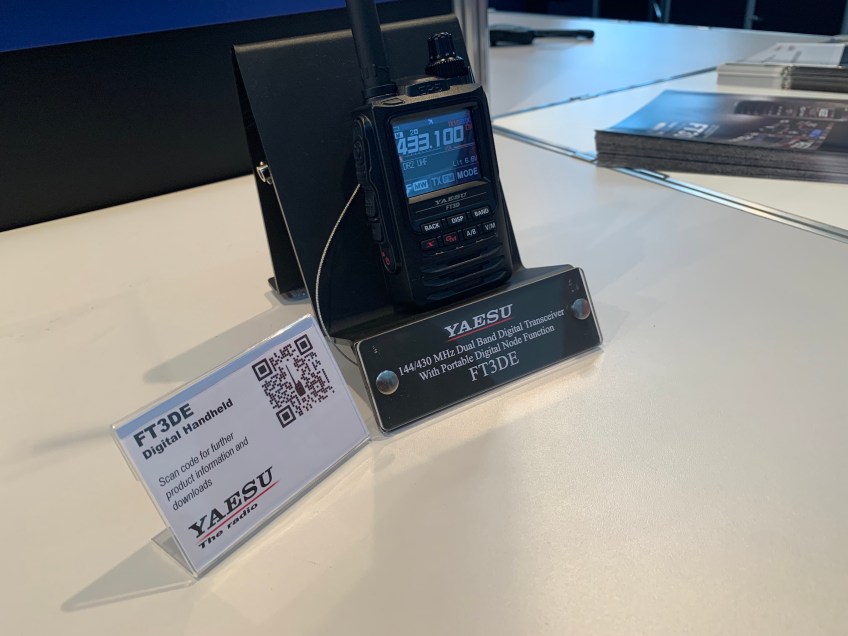 433.100
TX
MODE
YAESU
FT3D
BACK
DISP
BAND
X
A/B
V/M
YAESU
144/430 MHz Dual Band Digital Transceiver
With Portable Digital Node Function
FT3DE
FT3DE
Digital Handheld
Scan code for further
product information and
downloads
YAESU
The radio